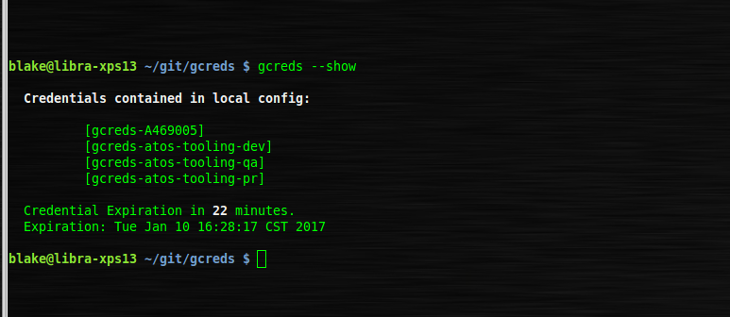 blake@libra-xps13 ~/git/gcreds $ gcreds --show
Credentials contained in local config:
[gcreds-A469005]
[gcreds-atos-tooling-dev]
[gcreds-atos-tooling-qa]
[gcreds-atos-tooling-pr]
Credential Expiration in 22 minutes.
Expiration: Tue Jan 10 16:28:17 CST 2017
blake@libra-xps13 ~/git/gcreds $